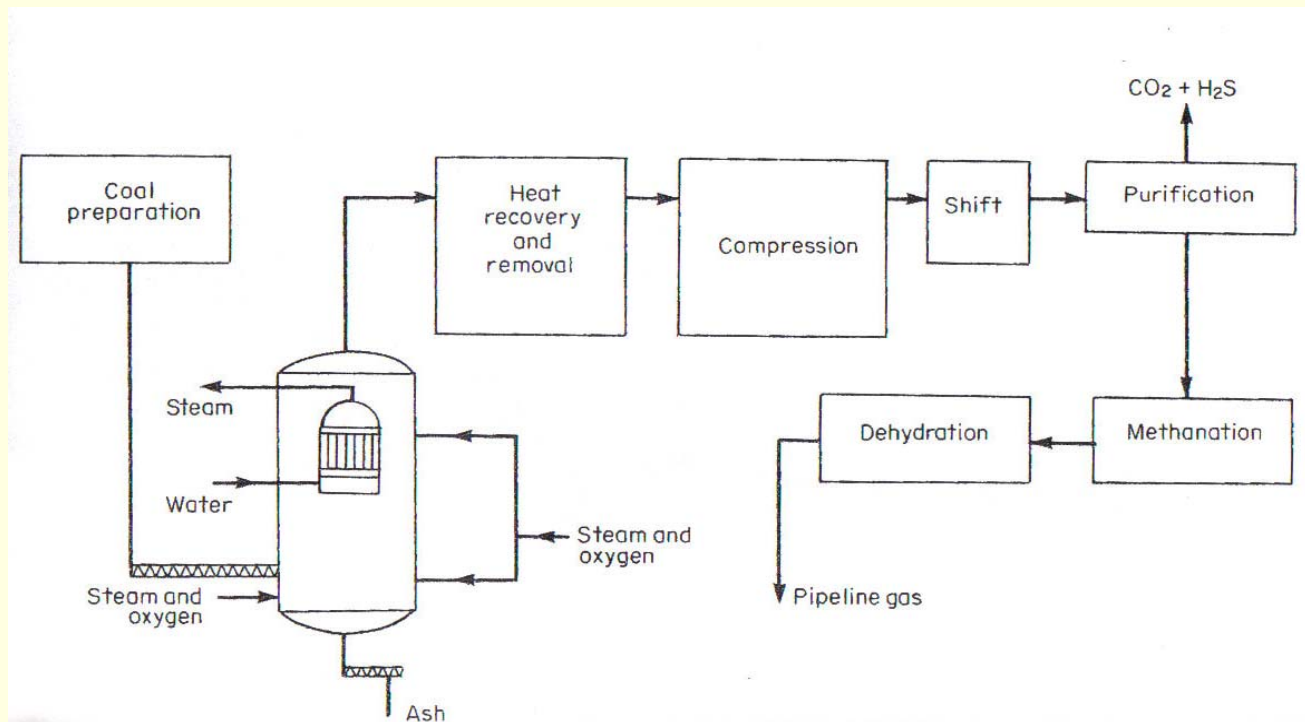 CO₂ + H₂S
Coal
preparation
Heat
recovery
and
removal
Compression
Shift
Purification
Steam
Water
Steam and
oxygen
Steam and
oxygen
Ash
Dehydration
Methanation
Pipeline gas